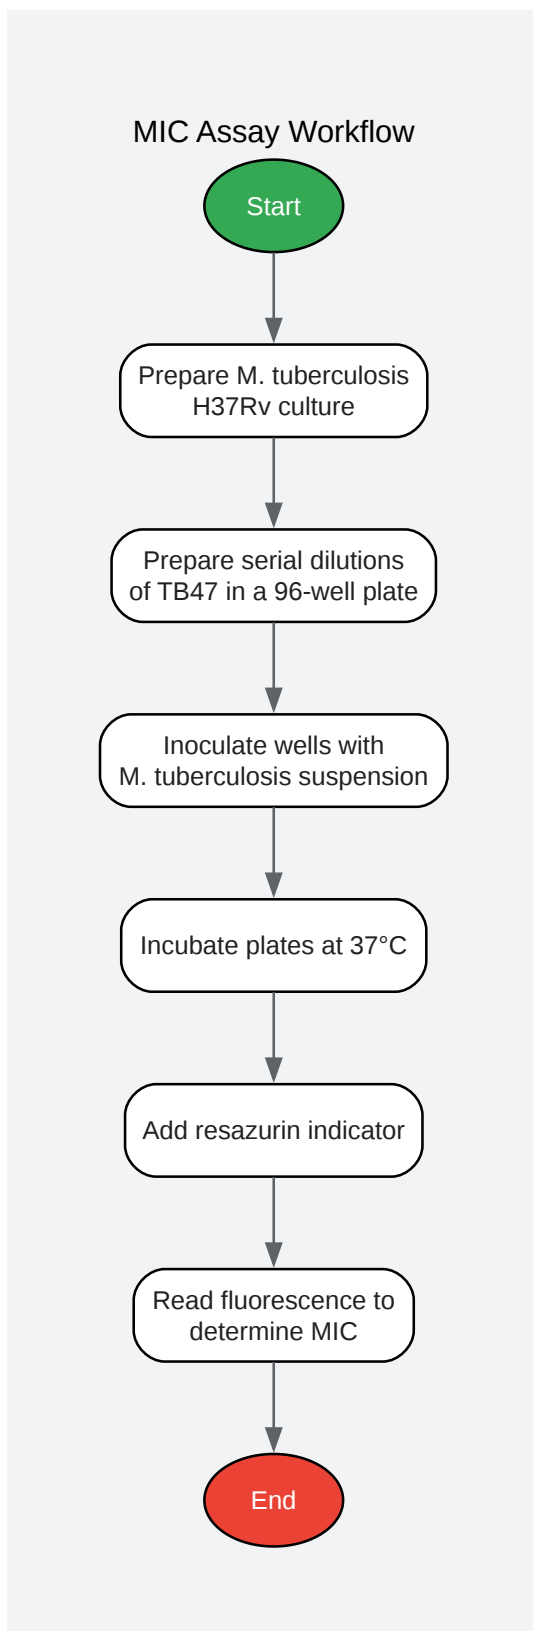 MIC Assay Workflow
Start
Prepare M. tuberculosis
H37Rv culture
Prepare serial dilutions
of TB47 in a 96-well plate
Inoculate wells with
M. tuberculosis suspension
Incubate plates at 37°C
Add resazurin indicator
Read fluorescence to
determine MIC
End